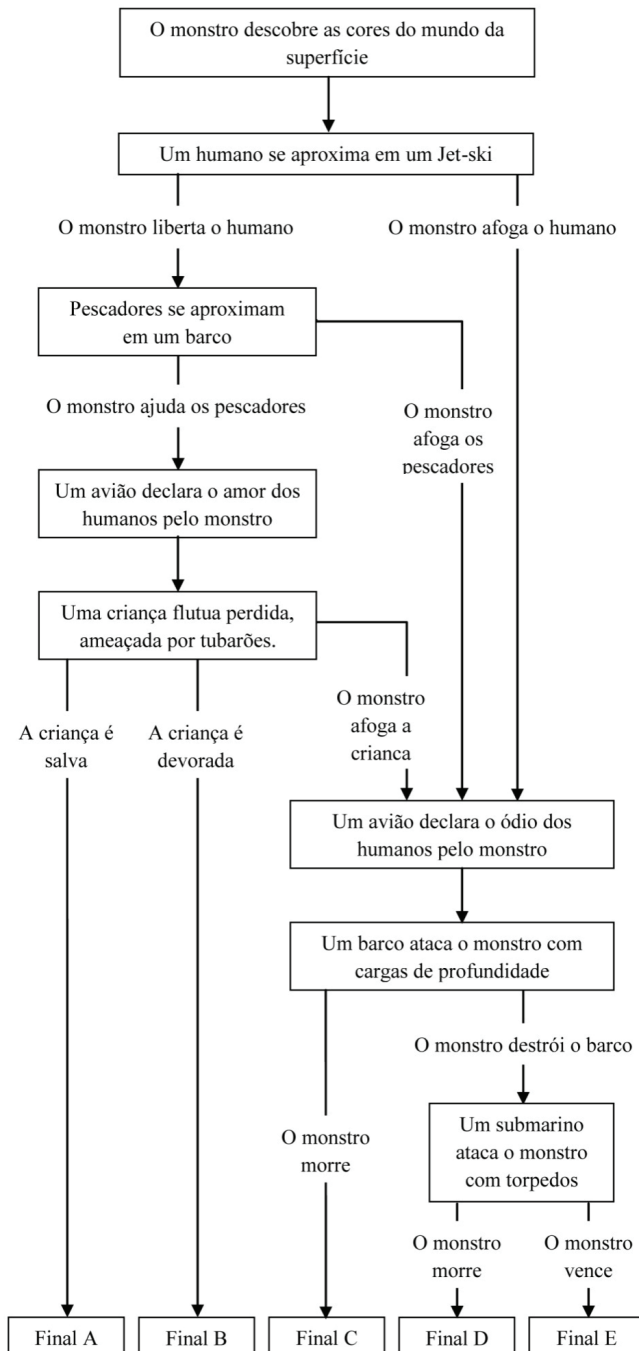 O monstro descobre as cores do mundo da
superfície
Um humano se aproxima em um Jet-ski
O monstro liberta o humano
O monstro afoga o humano
Pescadores se aproximam
em um barco
O monstro ajuda os pescadores
O monstro
afoga os
pescadores
Um avião declara o amor dos
humanos pelo monstro
Uma criança flutua perdida,
ameaçada por tubarões.
A criança é
salva
A criança é
devorada
O monstro
afoga a
crianca
Um avião declara o ódio dos
humanos pelo monstro
Um barco ataca o monstro com
cargas de profundidade
O monstro destrói o barco
O monstro
morre
Um submarino
ataca o monstro
com torpedos
O monstro
morre
O monstro
vence
Final A
Final B
Final C
Final D
Final E